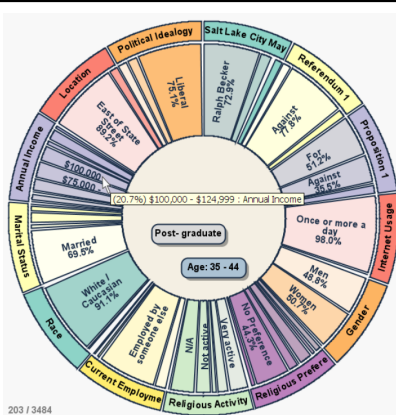 Political Idealogy
Salt Lake City May
Referendum 1
Proposition 1
Internet Usage
Gender
Religious Prefere
Religious Activity
Current Employme
Race
Marital Status
Annual Income
Location
Liberal
75.1%
Ralph Becker
72.9%
Against
77.8%
For
51.2%
Against
35.5%
Once or more a
day
98.0%
Men
48.8%
Women
50.7%
No Preference
44.3%
Very active
Not active
N/A
Employed by
someone else
White /
Caucasian
91.1%
Married
69.5%
$75,000
$100,000
East of State
Street
89.2%
(20.7%) $100,000 - $124,999 : Annual Income
Post- graduate
Age: 35 - 44
203 / 3484